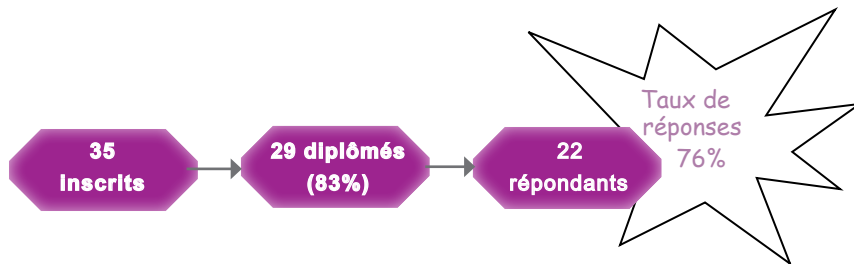 35
inscrits
29 diplômés
(83%)
22
répondants
Taux de
réponses
76%